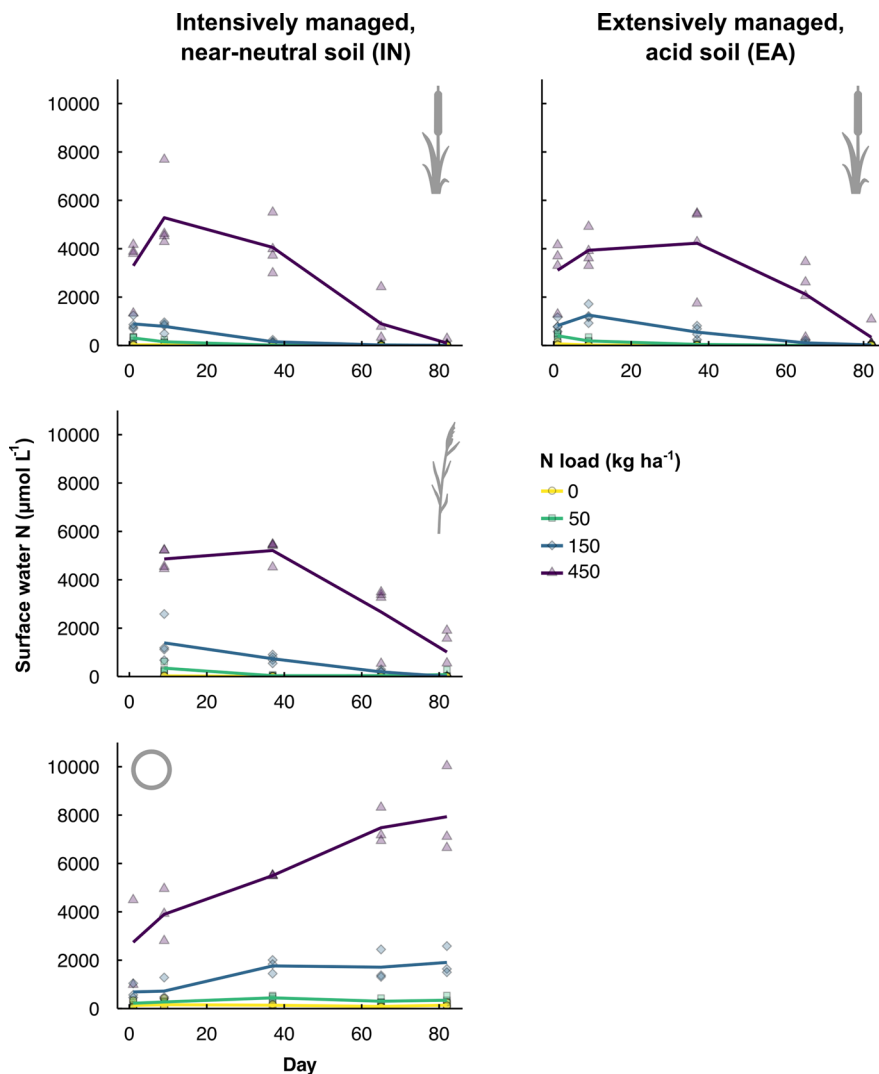 Intensively managed,
near-neutral soil (IN)
Extensively managed,
acid soil (EA)
10000
8000
6000
4000
2000
0
0 20 40 60 80
10000
8000
6000
4000
2000
0
0 20 40 60 80
Surface water N (µmol L⁻¹)
10000
8000
6000
4000
2000
0
0 20 40 60 80
N load (kg ha⁻¹)
0
50
150
450
10000
8000
6000
4000
2000
0
0 20 40 60 80
Day